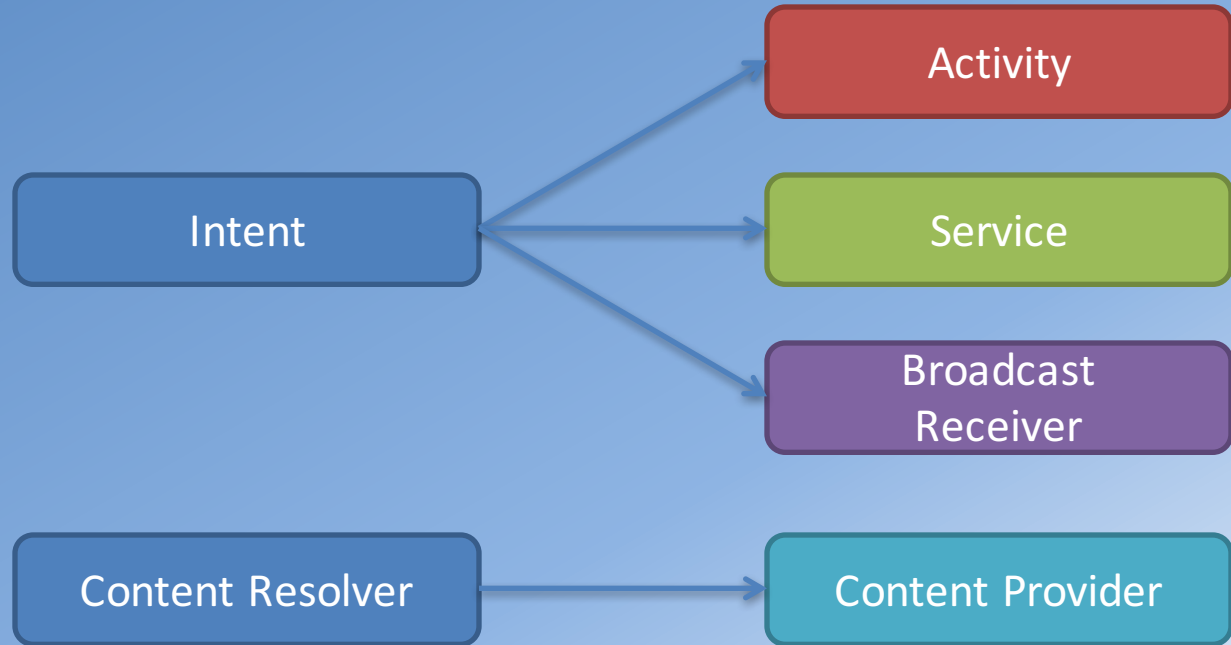 Activity
Intent
Service
Broadcast
Receiver
Content Resolver
Content Provider